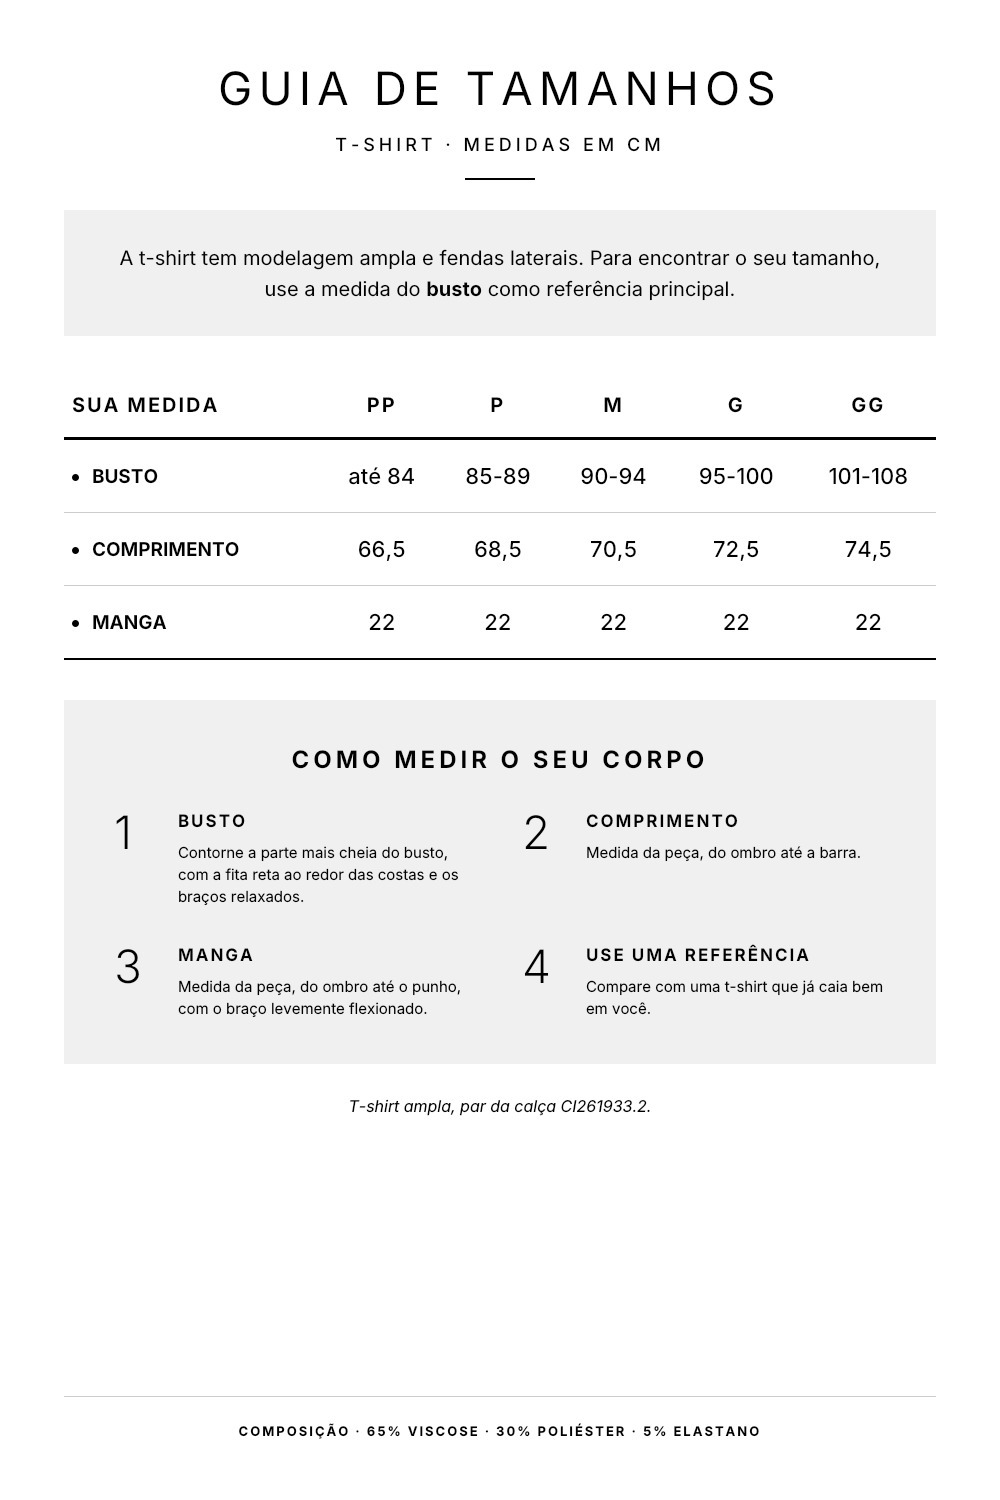 GUIA DE TAMANHOS
T-SHIRT · MEDIDAS EM CM
A t-shirt tem modelagem ampla e fendas laterais. Para encontrar o seu tamanho,
use a medida do busto como referência principal.
SUA MEDIDA PP P M G GG
• BUSTO até 84 85-89 90-94 95-100 101-108
• COMPRIMENTO 66,5 68,5 70,5 72,5 74,5
• MANGA 22 22 22 22 22
COMO MEDIR O SEU CORPO
1 BUSTO
Contorne a parte mais cheia do busto,
com a fita reta ao redor das costas e os
braços relaxados.
2 COMPRIMENTO
Medida da peça, do ombro até a barra.
3 MANGA
Medida da peça, do ombro até o punho,
com o braço levemente flexionado.
4 USE UMA REFERÊNCIA
Compare com uma t-shirt que já caia bem
em você.
T-shirt ampla, par da calça CI261933.2.
COMPOSIÇÃO · 65% VISCOSE · 30% POLIÉSTER · 5% ELASTANO